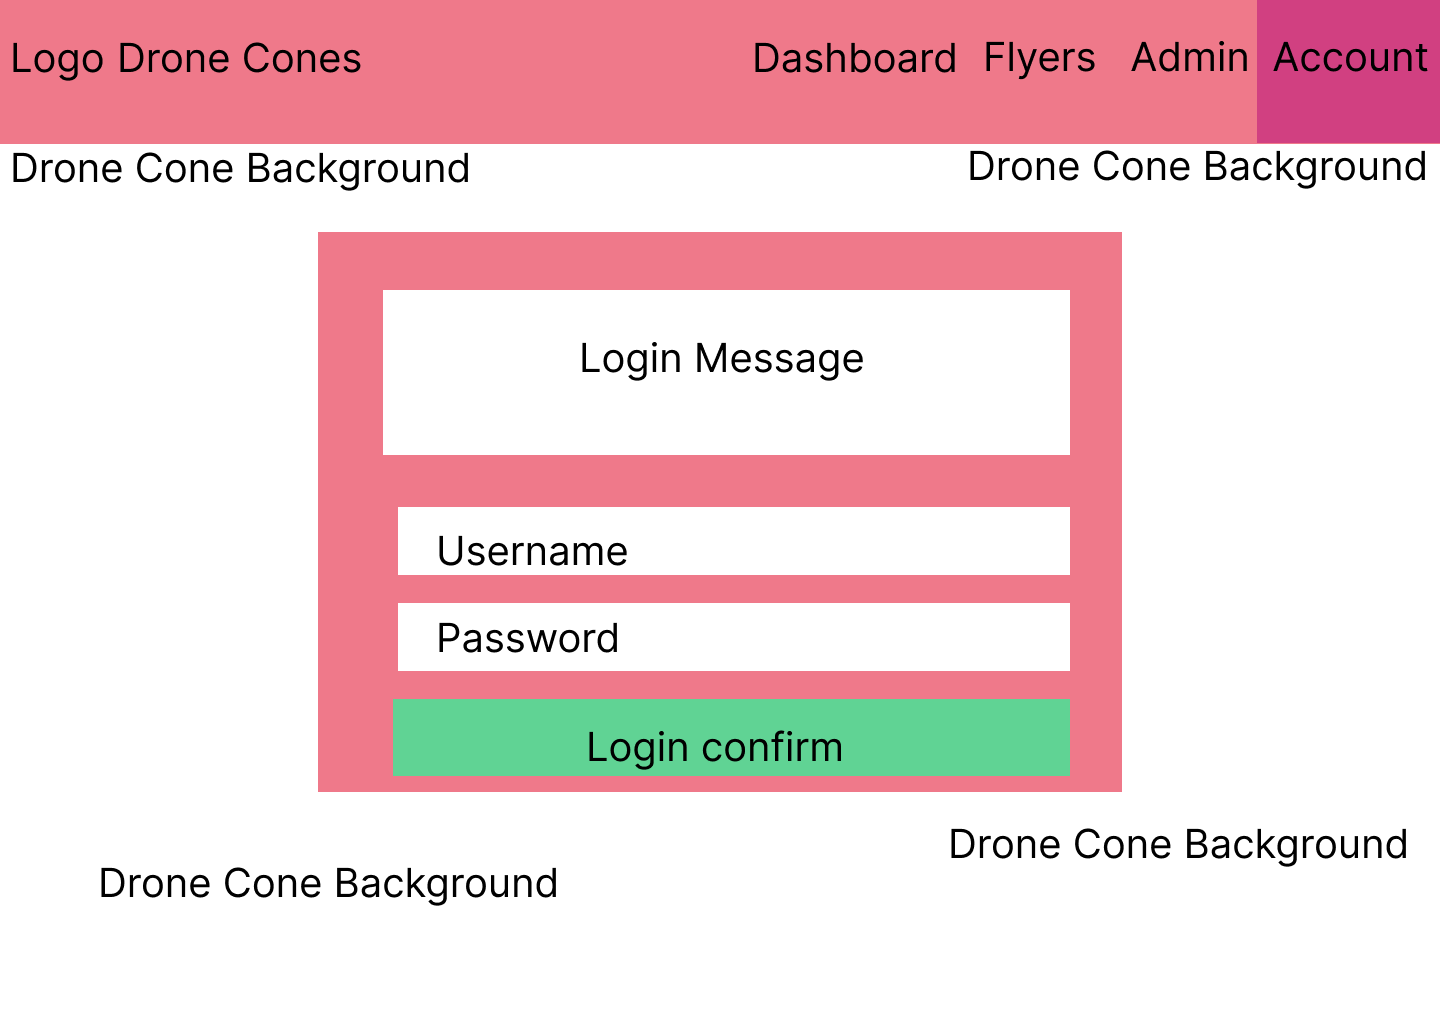 Logo Drone Cones
Dashboard
Flyers
Admin
Account
Drone Cone Background
Drone Cone Background
Login Message
Username
Password
Login confirm
Drone Cone Background
Drone Cone Background